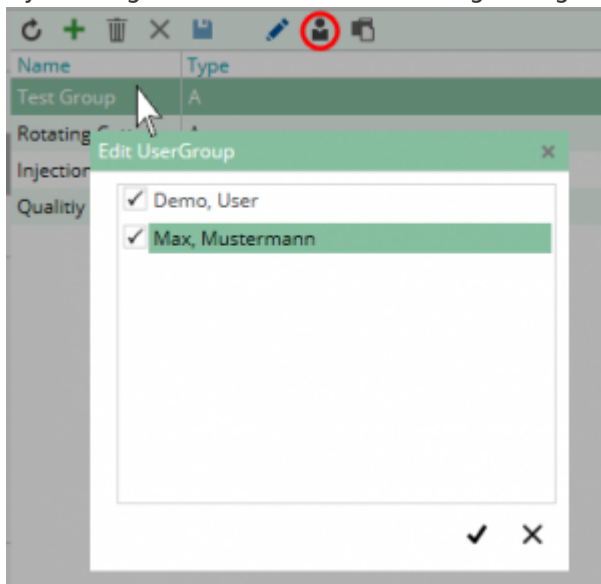 Name Type
Test Group A
Rotating
Edit UserGroup
Injection
Demo, User
Qualitiy
Max, Mustermann